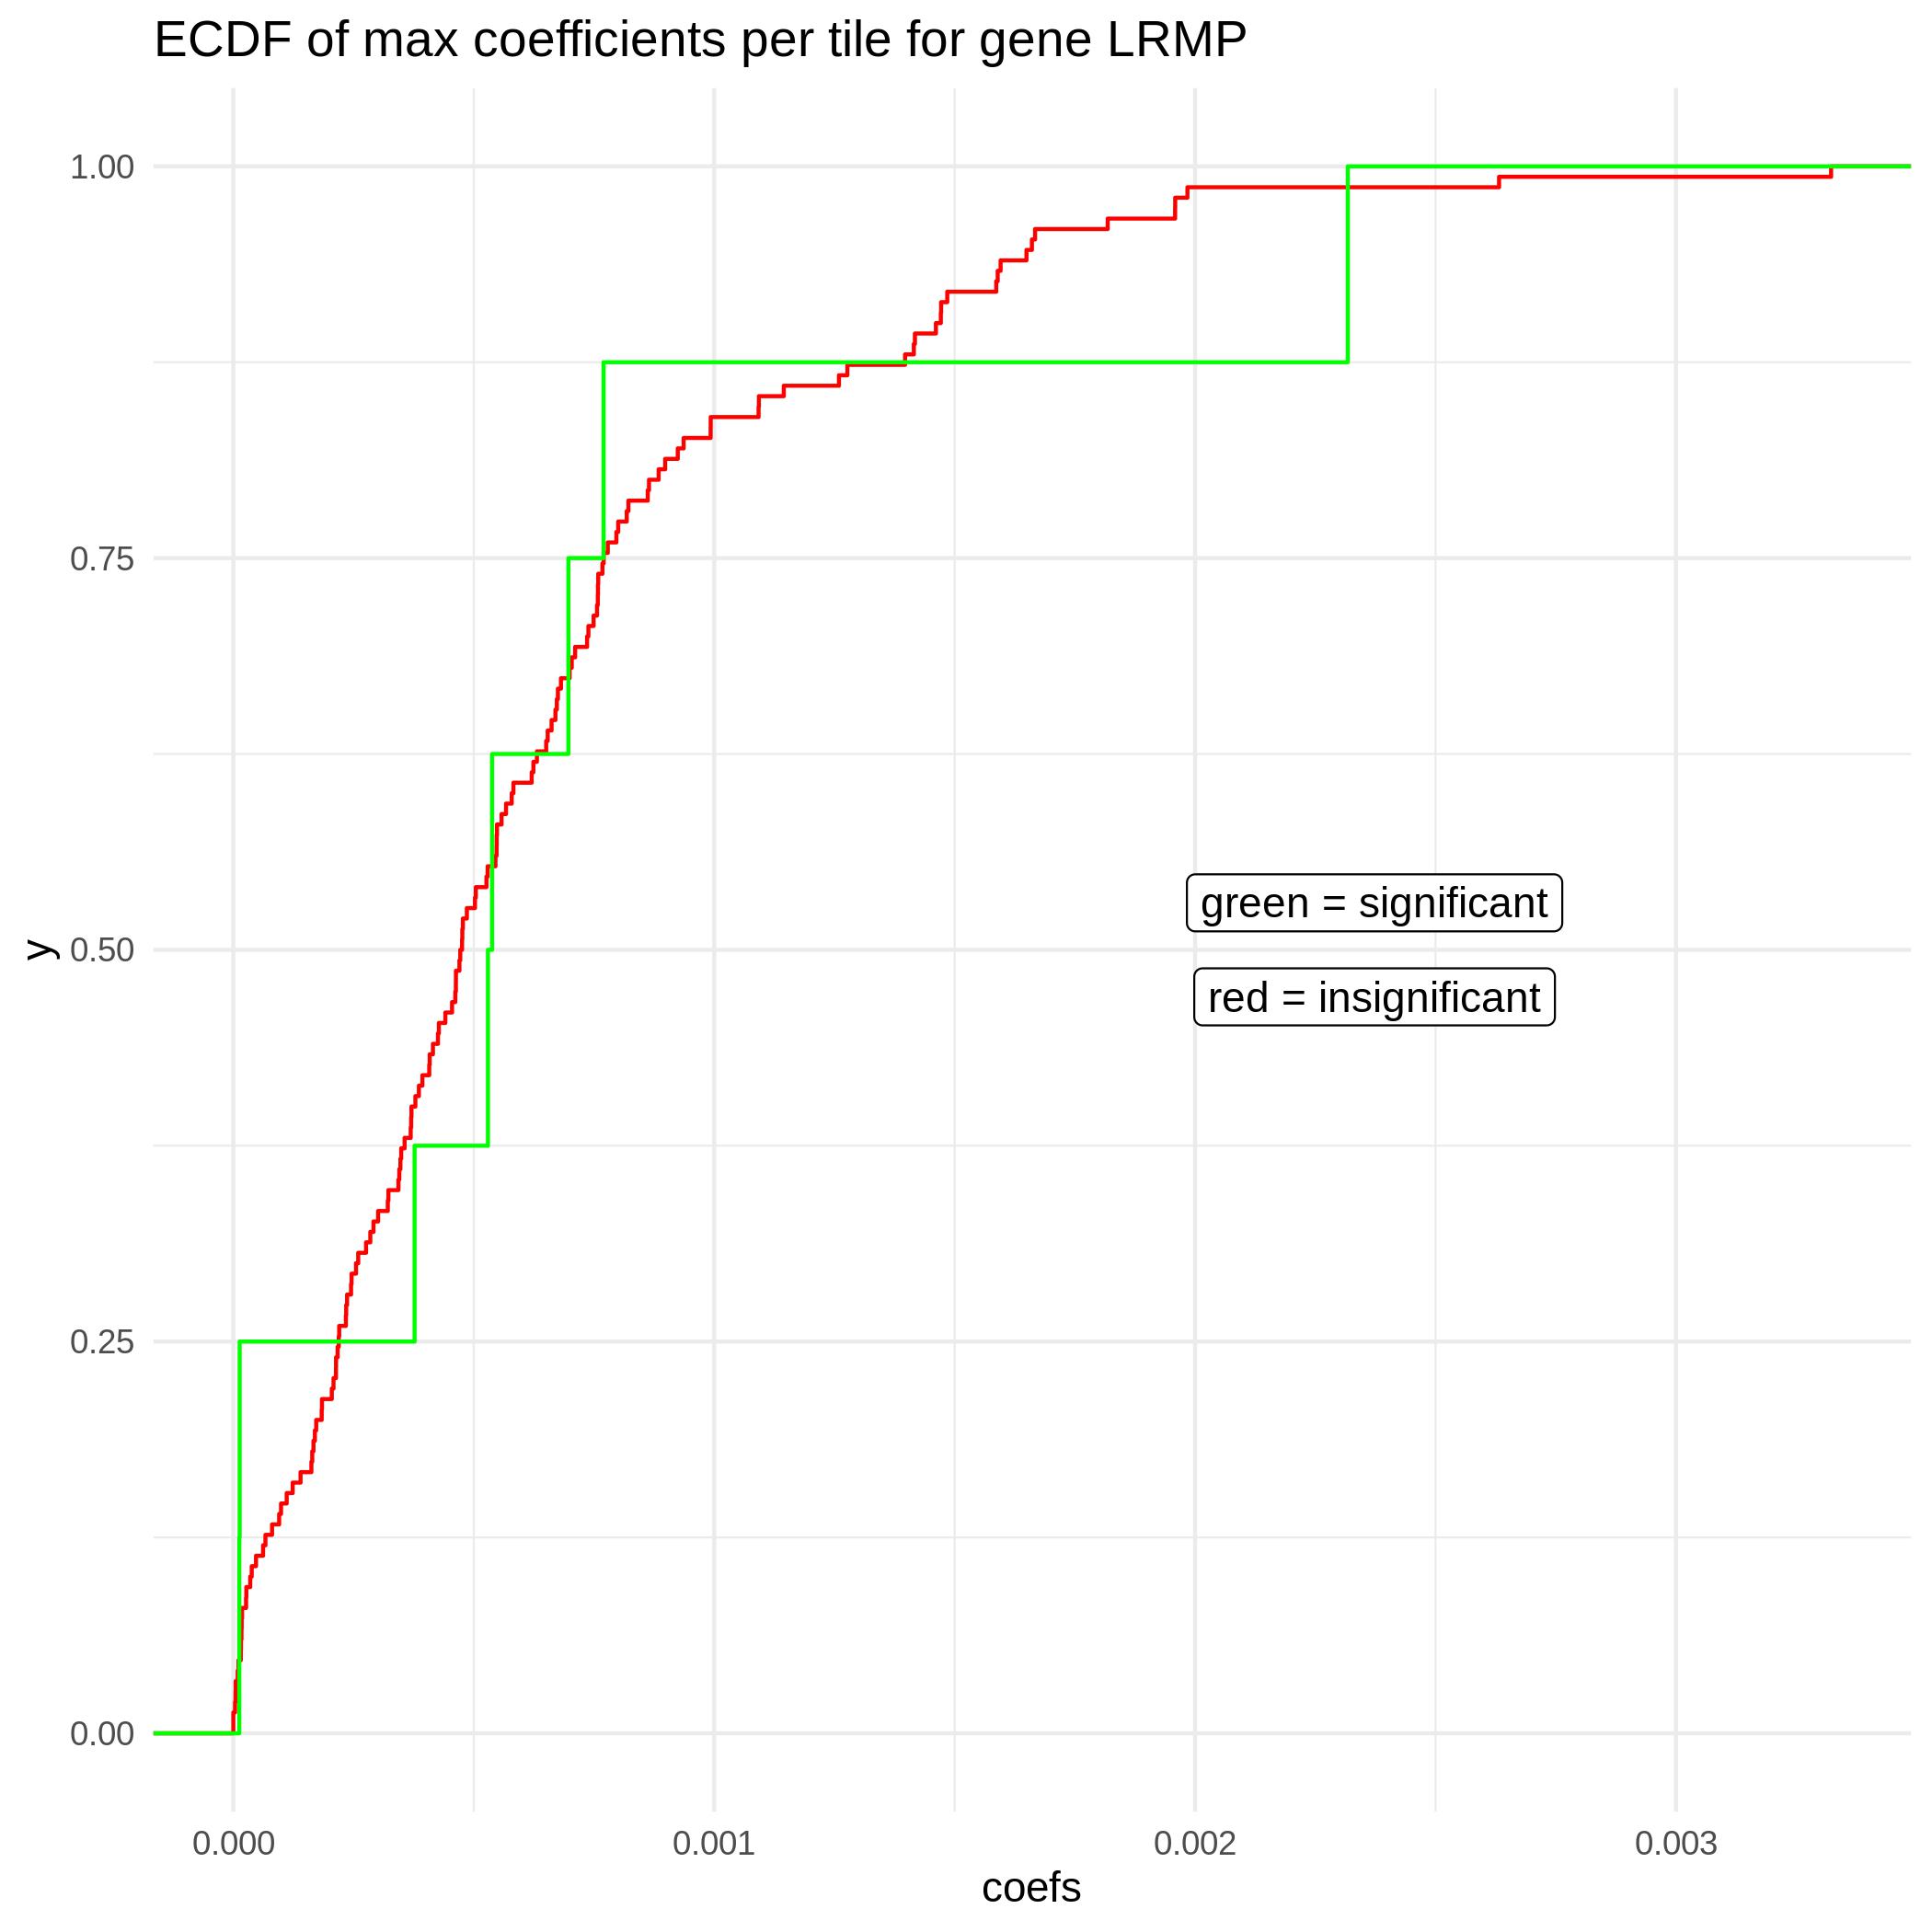 ECDF of max coefficients per tile for gene LRMP
1.00
0.75
0.50
0.25
0.00
y
green = significant
red = insignificant
0.000
0.001
0.002
0.003
coefs